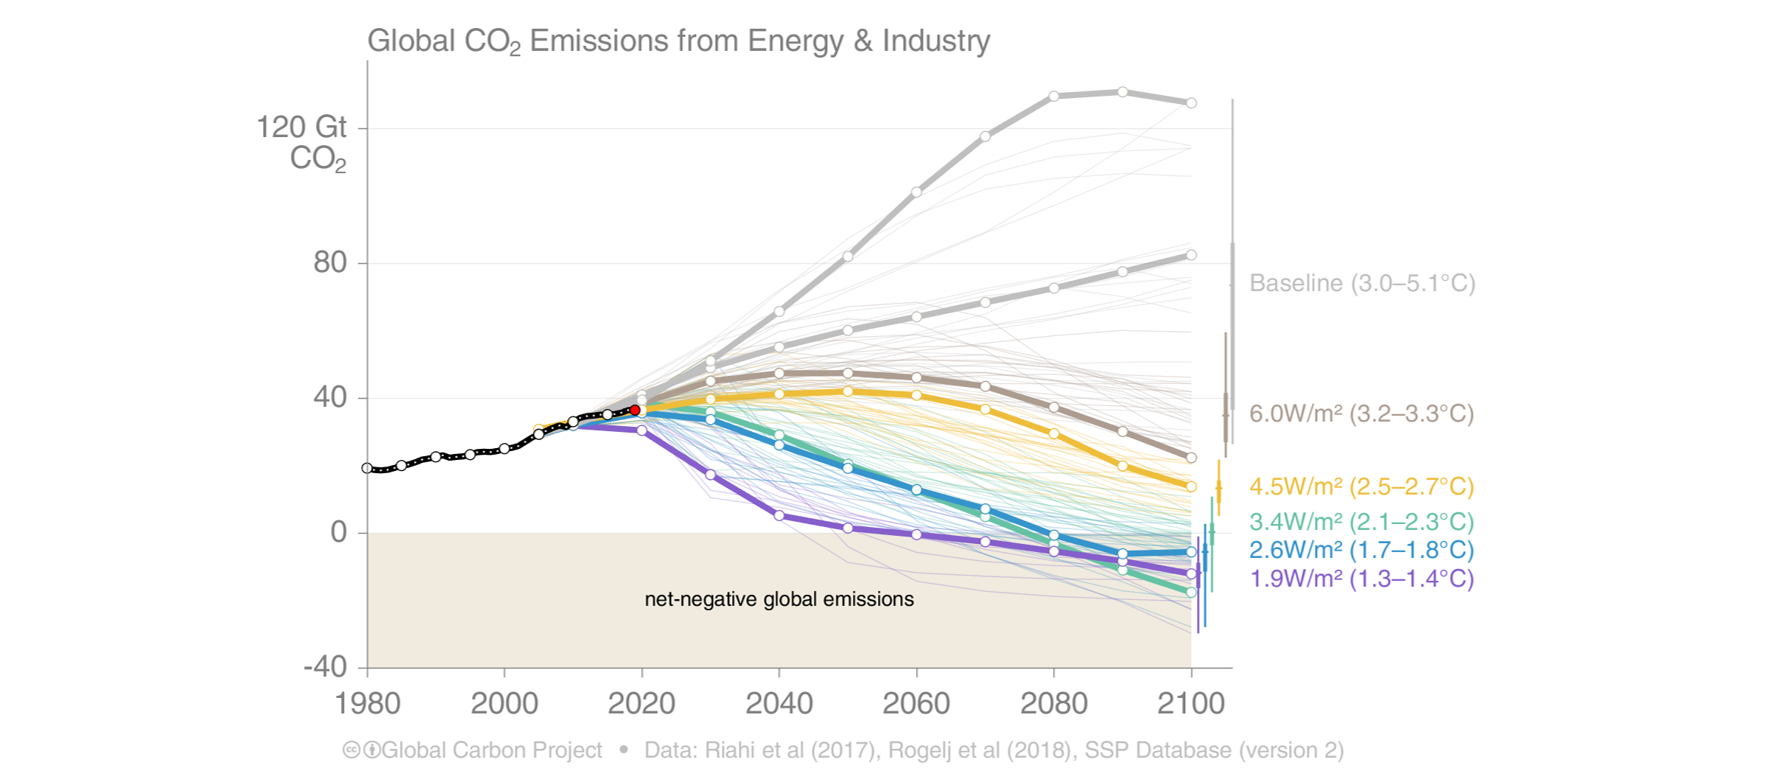 Global CO₂ Emissions from Energy & Industry
120 Gt
CO₂
80
40
0
-40
net-negative global emissions
Baseline (3.0–5.1°C)
6.0W/m² (3.2–3.3°C)
4.5W/m² (2.5–2.7°C)
3.4W/m² (2.1–2.3°C)
2.6W/m² (1.7–1.8°C)
1.9W/m² (1.3–1.4°C)
1980 2000 2020 2040 2060 2080 2100
Global Carbon Project • Data: Riahi et al (2017), Rogelj et al (2018), SSP Database (version 2)